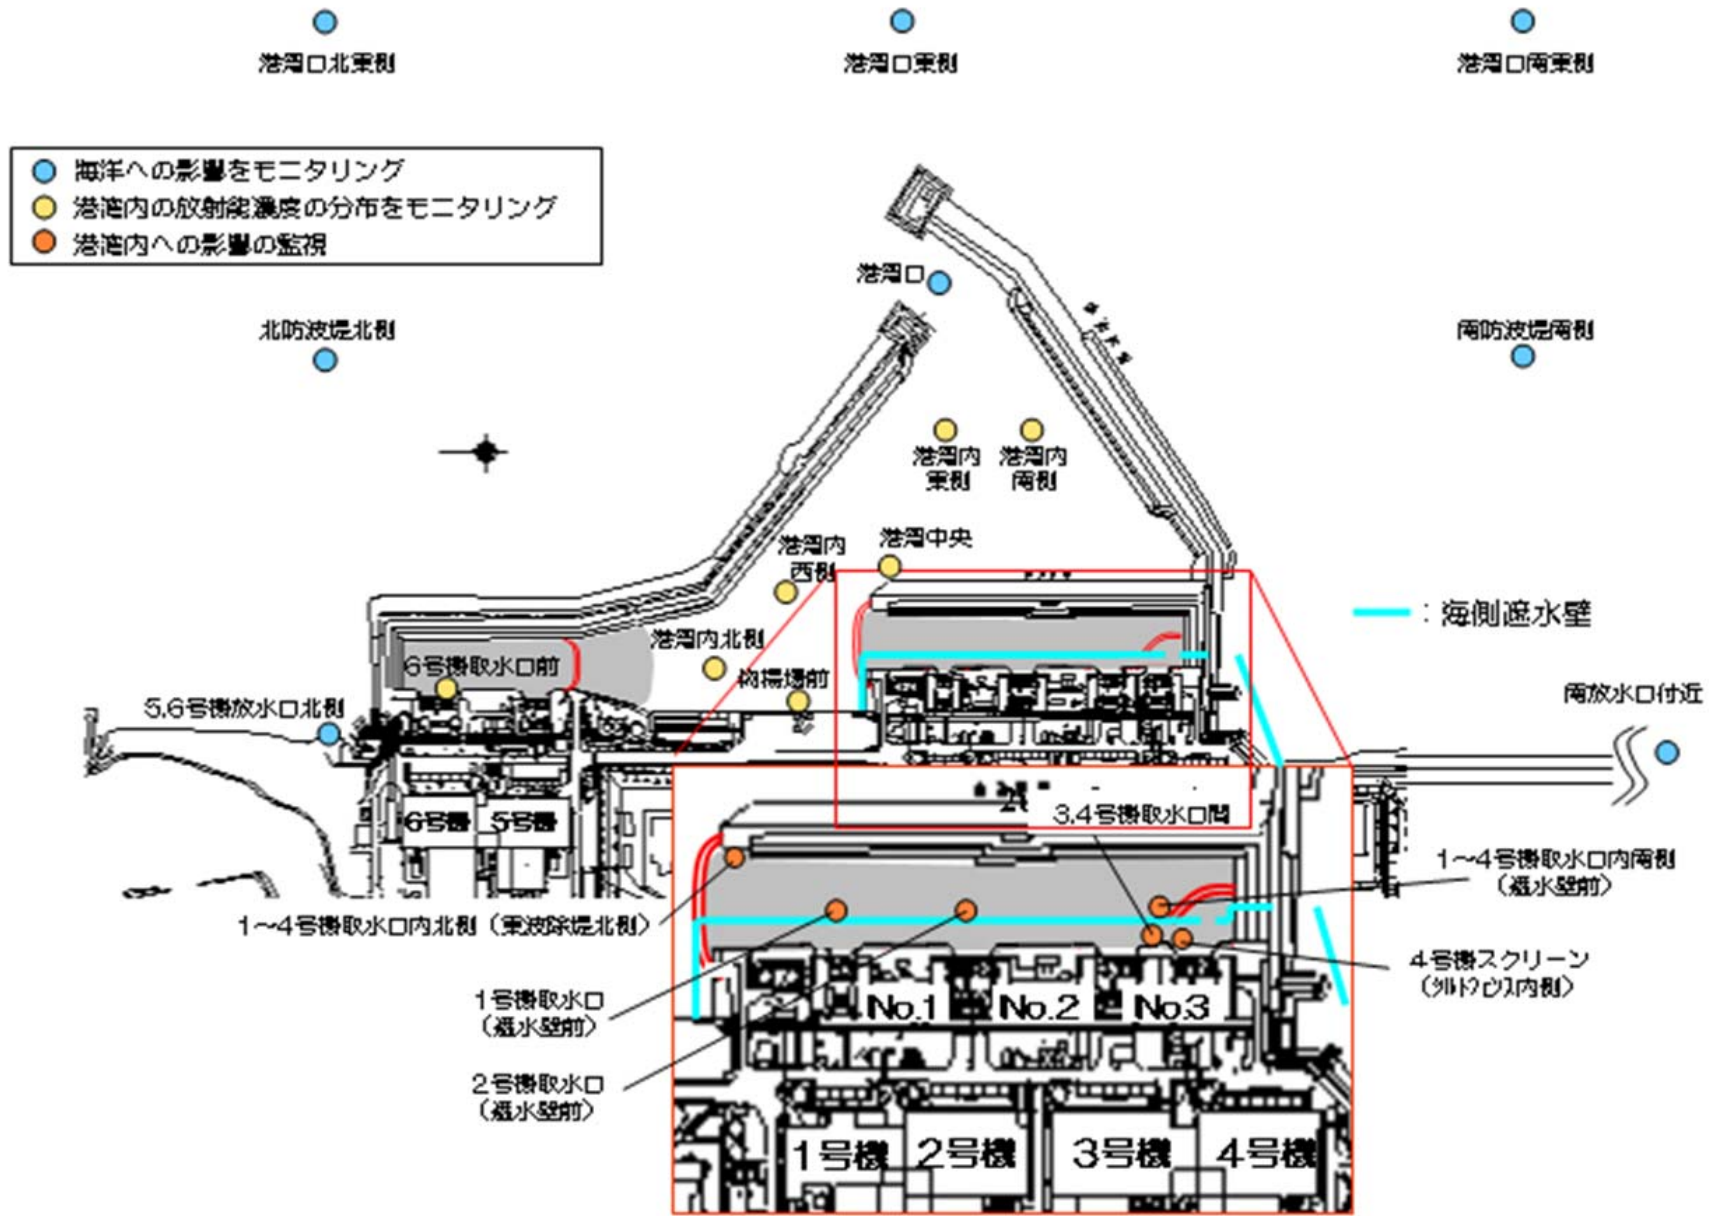 港湾口北東側
港湾口東側
港湾口南東側
海洋への影響をモニタリング
港湾内の放射能濃度の分布をモニタリング
港湾内への影響の監視
港湾口
北防波堤北側
南防波堤南側
港湾内
東側
港湾内
南側
港湾中央
港湾内
西側
港湾内北側
物揚場前
6号機取水口前
5,6号機放水口北側
：海側遮水壁
南放水口付近
6号機
5号機
3,4号機取水口間
1〜4号機取水口内南側
（遮水壁前）
1〜4号機取水口内北側（東波除堤北側）
4号機スクリーン
（シルトフェンス内側）
1号機取水口
（遮水壁前）
2号機取水口
（遮水壁前）
No.1
No.2
No.3
1号機
2号機
3号機
4号機